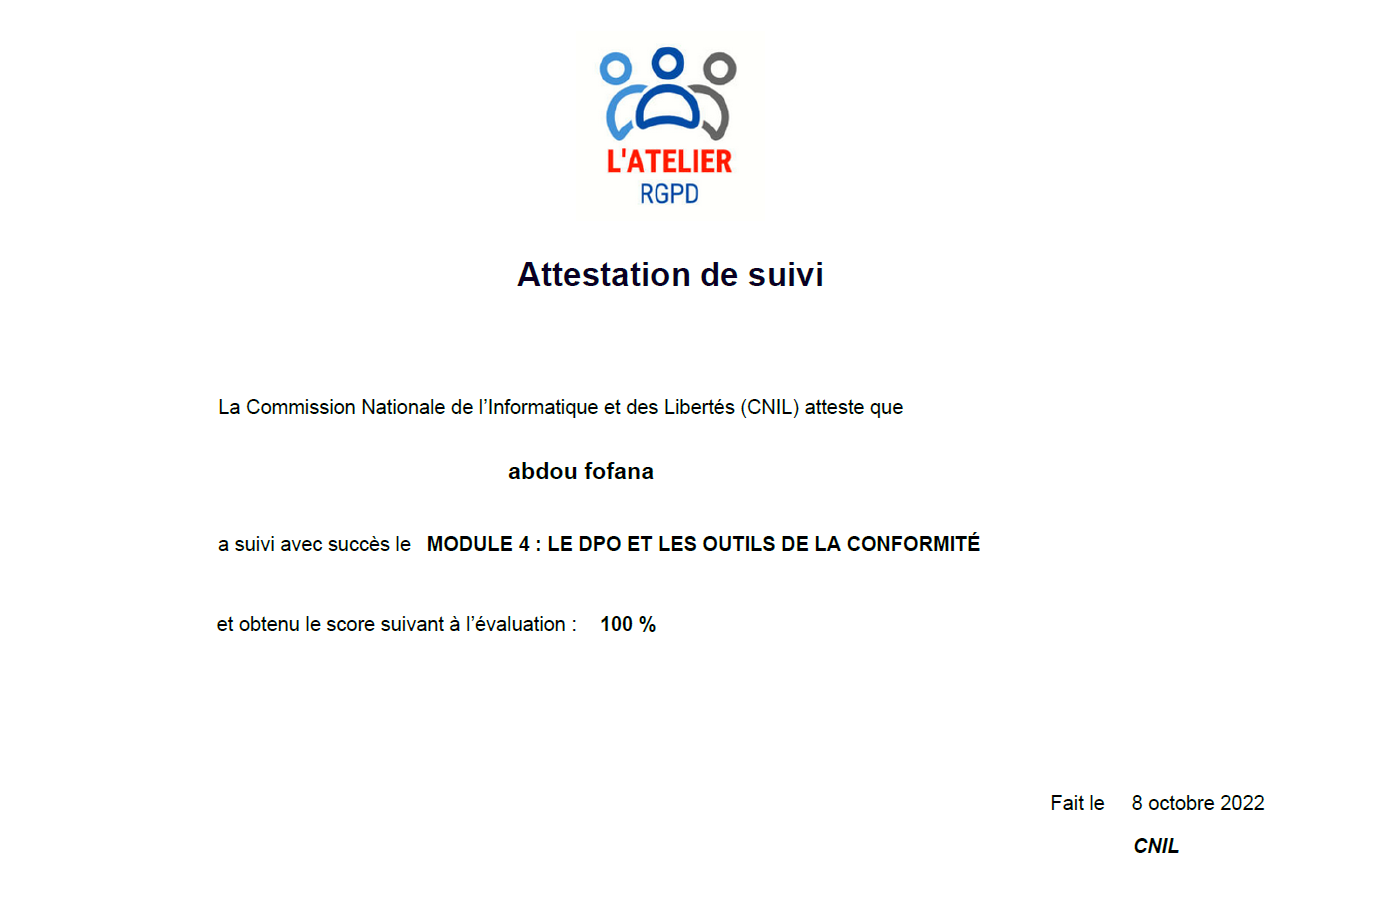 L'ATELIER
RGPD
Attestation de suivi
La Commission Nationale de l’Informatique et des Libertés (CNIL) atteste que
abdou fofana
a suivi avec succès le MODULE 4 : LE DPO ET LES OUTILS DE LA CONFORMITÉ
et obtenu le score suivant à l’évaluation : 100 %
Fait le 8 octobre 2022
CNIL